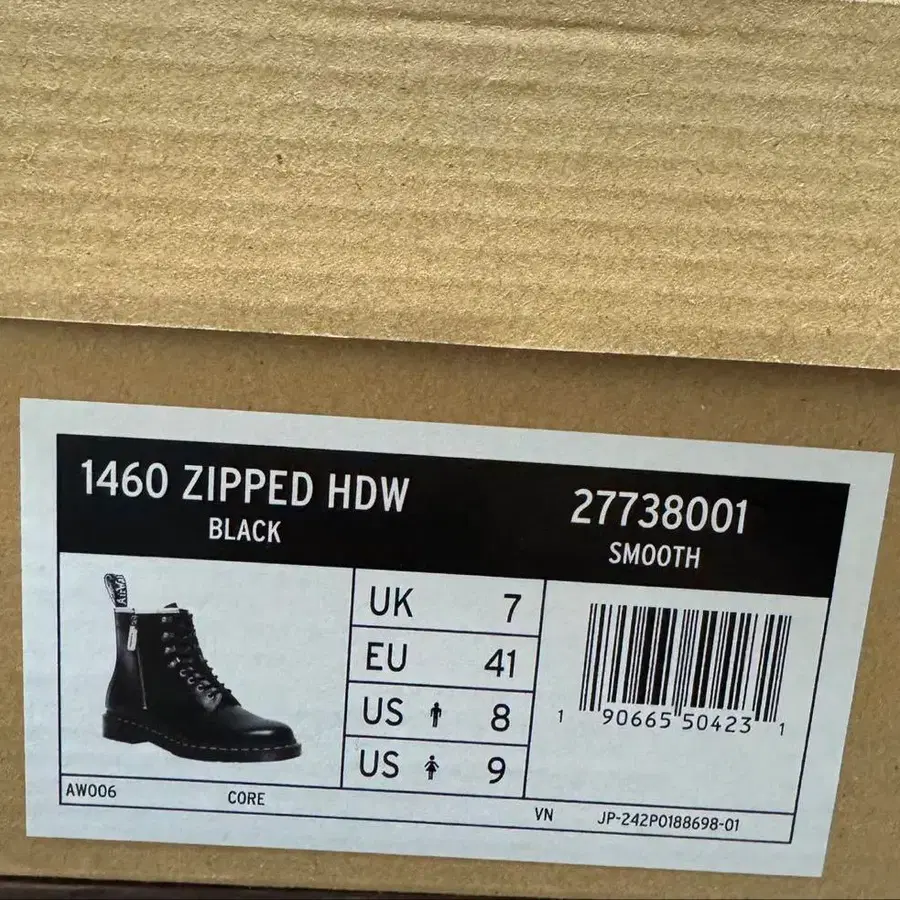 1460 ZIPPED HDW
BLACK
27738001
SMOOTH
UK 7
EU 41
US 8
US 9
1 90665 50423 1
AW006
CORE
VN
JP-242P0188698-01